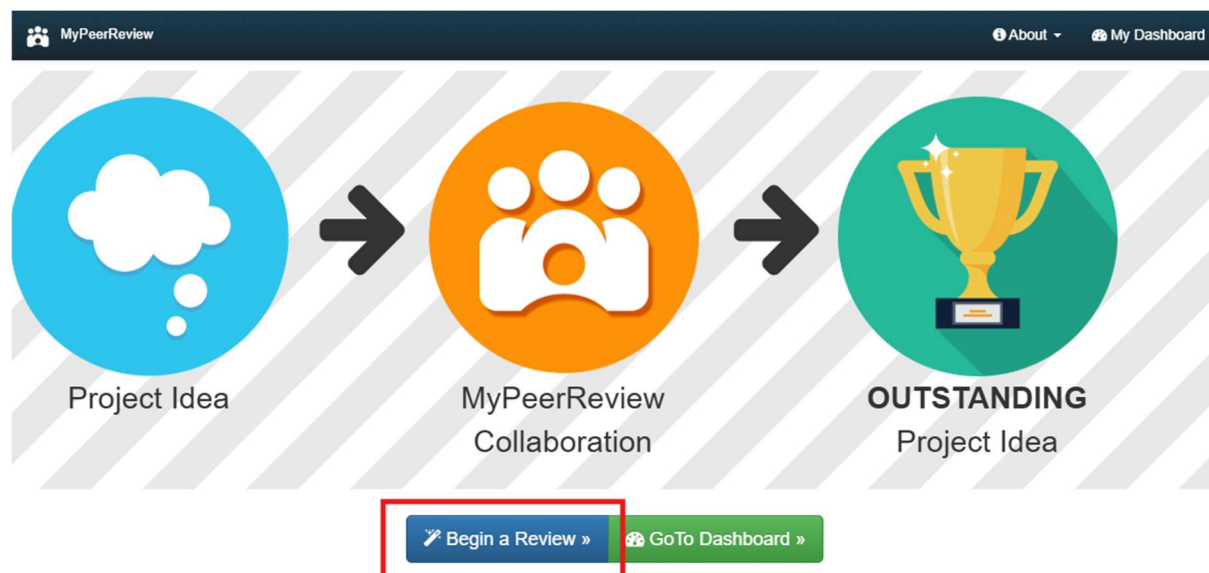 MyPeerReview
About
My Dashboard
Project Idea
MyPeerReview
Collaboration
OUTSTANDING
Project Idea
Begin a Review »
GoTo Dashboard »